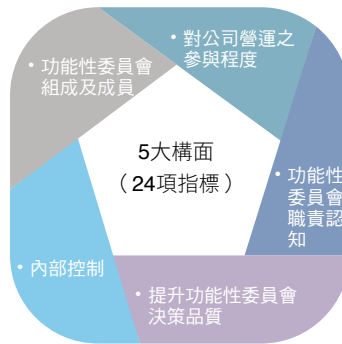 • 對公司營運之
參與程度
• 功能性委員會
組成及成員
5大構面
（24項指標）
• 功能性
委員會
職責認
知
• 內部控制
• 提升功能性委員會
決策品質